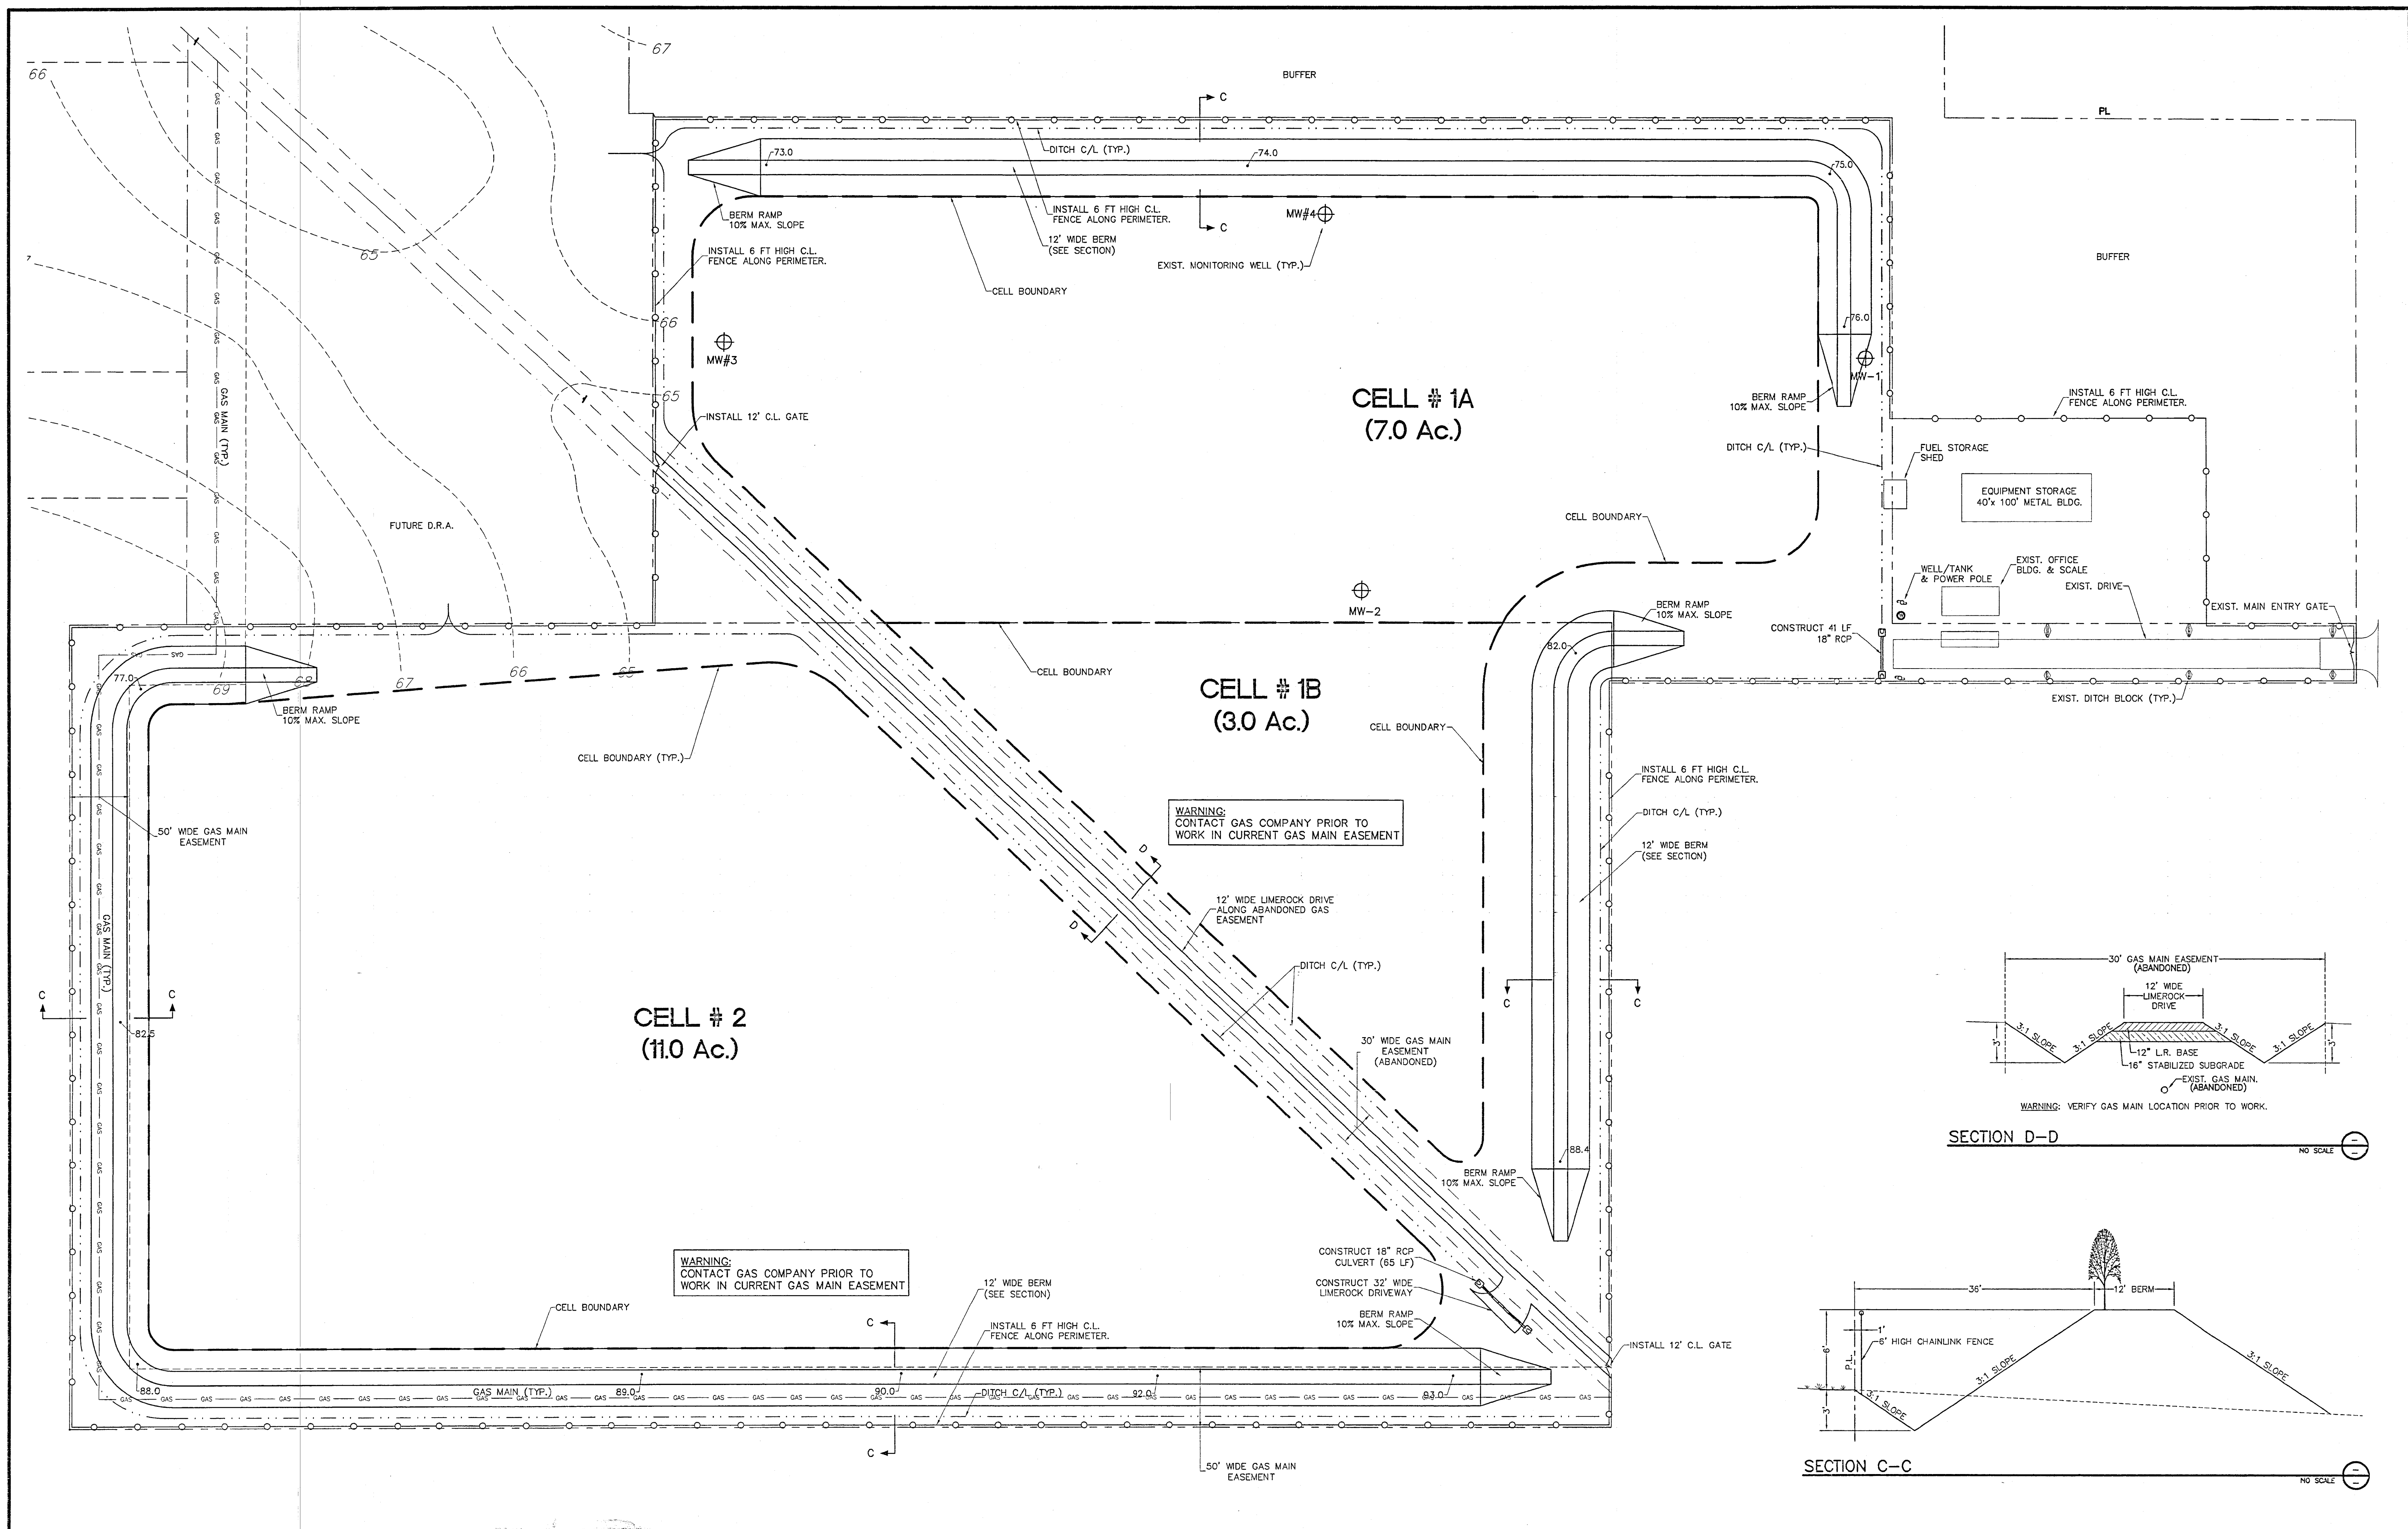 67
66
BUFFER
C
PL
DITCH C/L (TYP.)
73.0
74.0
75.0
INSTALL 6 FT HIGH C.L.
FENCE ALONG PERIMETER.
MW#4
BERM RAMP
10% MAX. SLOPE
12' WIDE BERM
(SEE SECTION)
C
INSTALL 6 FT HIGH C.L.
FENCE ALONG PERIMETER.
65
EXIST. MONITORING WELL (TYP.)
BUFFER
CELL BOUNDARY
66
76.0
MW#3
MW-1
GAS MAIN (TYP.)
65
CELL # 1A
(7.0 Ac.)
BERM RAMP
10% MAX. SLOPE
INSTALL 6 FT HIGH C.L.
FENCE ALONG PERIMETER.
INSTALL 12' C.L. GATE
DITCH C/L (TYP.)
FUEL STORAGE
SHED
EQUIPMENT STORAGE
40'x 100' METAL BLDG.
FUTURE D.R.A.
CELL BOUNDARY
WELL/TANK
& POWER POLE
EXIST. OFFICE
BLDG. & SCALE
EXIST. DRIVE
MW-2
BERM RAMP
10% MAX. SLOPE
EXIST. MAIN ENTRY GATE
CONSTRUCT 41 LF
18" RCP
82.0
77.0
69
68
67
66
65
CELL BOUNDARY
CELL # 1B
(3.0 Ac.)
EXIST. DITCH BLOCK (TYP.)
BERM RAMP
10% MAX. SLOPE
CELL BOUNDARY
CELL BOUNDARY (TYP.)
INSTALL 6 FT HIGH C.L.
FENCE ALONG PERIMETER.
50' WIDE GAS MAIN
EASEMENT
WARNING:
CONTACT GAS COMPANY PRIOR TO
WORK IN CURRENT GAS MAIN EASEMENT
DITCH C/L (TYP.)
12' WIDE BERM
(SEE SECTION)
D
D
12' WIDE LIMEROCK DRIVE
ALONG ABANDONED GAS
EASEMENT
GAS MAIN (TYP.)
DITCH C/L (TYP.)
C
C
C
C
82.5
CELL # 2
(11.0 Ac.)
30' WIDE GAS MAIN
EASEMENT
(ABANDONED)
30' GAS MAIN EASEMENT
(ABANDONED)
12' WIDE
LIMEROCK
DRIVE
3'
3:1 SLOPE
3:1 SLOPE
3:1 SLOPE
3:1 SLOPE
3'
12" L.R. BASE
16" STABILIZED SUBGRADE
EXIST. GAS MAIN.
(ABANDONED)
WARNING: VERIFY GAS MAIN LOCATION PRIOR TO WORK.
SECTION D-D
NO SCALE
88.4
BERM RAMP
10% MAX. SLOPE
WARNING:
CONTACT GAS COMPANY PRIOR TO
WORK IN CURRENT GAS MAIN EASEMENT
12' WIDE BERM
(SEE SECTION)
CONSTRUCT 18" RCP
CULVERT (65 LF)
CONSTRUCT 32' WIDE
LIMEROCK DRIVEWAY
BERM RAMP
10% MAX. SLOPE
CELL BOUNDARY
C
INSTALL 6 FT HIGH C.L.
FENCE ALONG PERIMETER.
INSTALL 12' C.L. GATE
88.0
GAS MAIN (TYP.)
89.0
90.0
DITCH C/L (TYP.)
92.0
93.0
C
50' WIDE GAS MAIN
EASEMENT
36'
12' BERM
6'
1'
6' HIGH CHAINLINK FENCE
P.L.
3:1 SLOPE
3:1 SLOPE
3:1 SLOPE
3'
SECTION C-C
NO SCALE